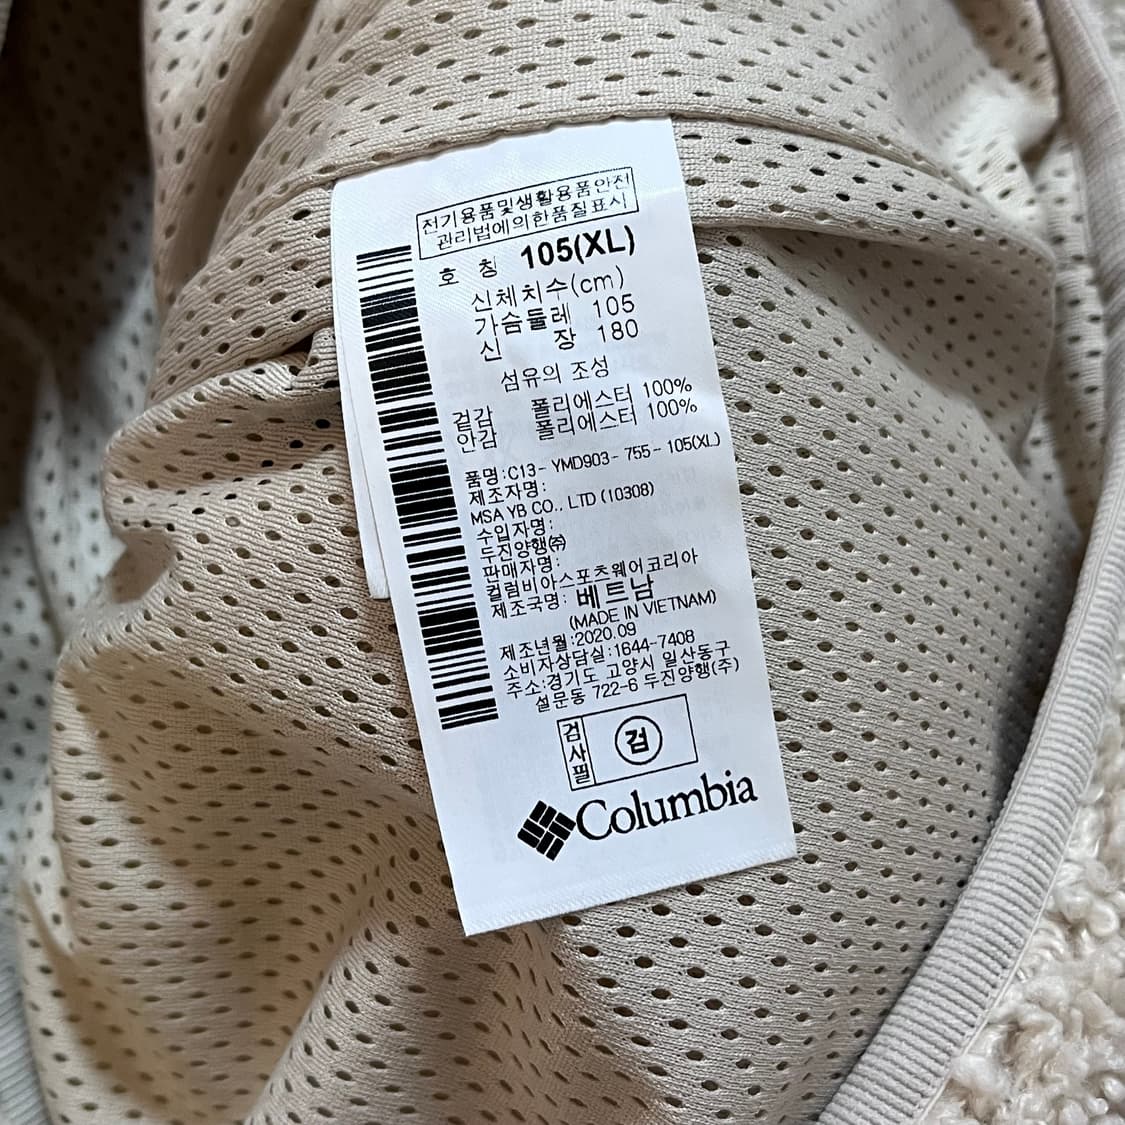 전기용품및생활용품안전
관리법에의한품질표시
호 칭 105(XL)
신체치수(cm)
가슴둘레 105
신 장 180
섬유의 조성
겉감 폴리에스터 100%
안감 폴리에스터 100%
품명:C13-YMD903-755-105(XL)
제조자명:
MSA YB CO., LTD (10308)
수입자명:
두진양행(주)
판매자명:
컬럼비아스포츠웨어코리아
제조국명: 베트남
(MADE IN VIETNAM)
제조년월:2020.09
소비자상담실:1644-7408
주소:경기도 고양시 일산동구
설문동 722-6 두진양행(주)
검사필
검
Columbia